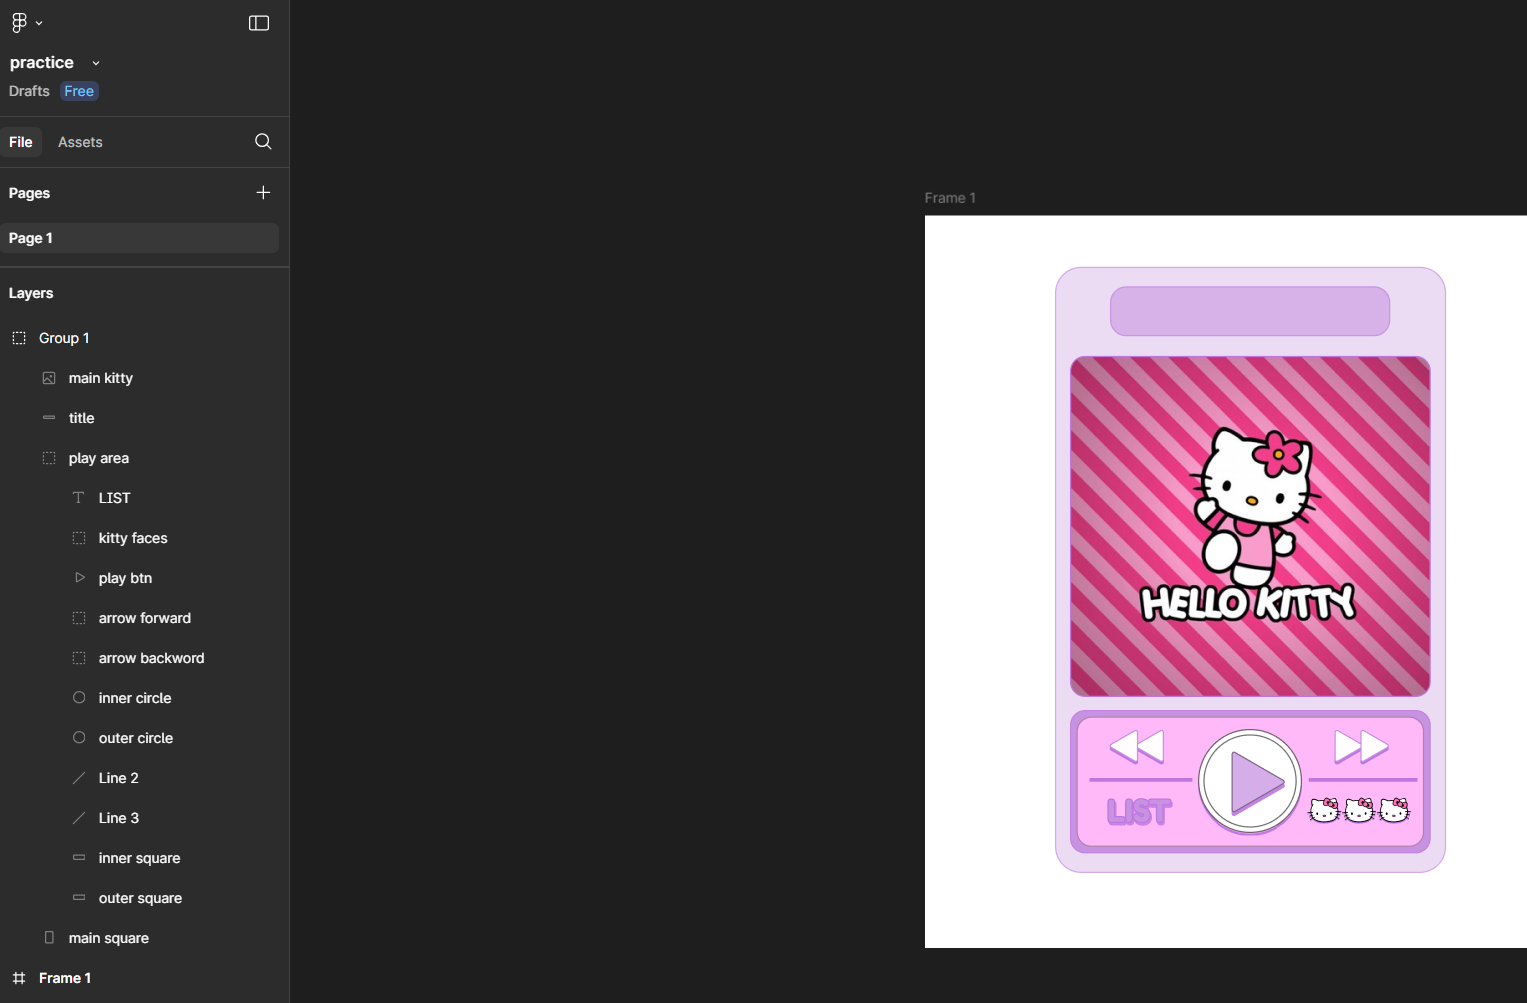 practice
Drafts Free
File Assets
Pages
Page 1
Layers
Group 1
main kitty
title
play area
LIST
kitty faces
play btn
arrow forward
arrow backword
inner circle
outer circle
Line 2
Line 3
inner square
outer square
main square
Frame 1
Frame 1
HELLO KITTY
LIST